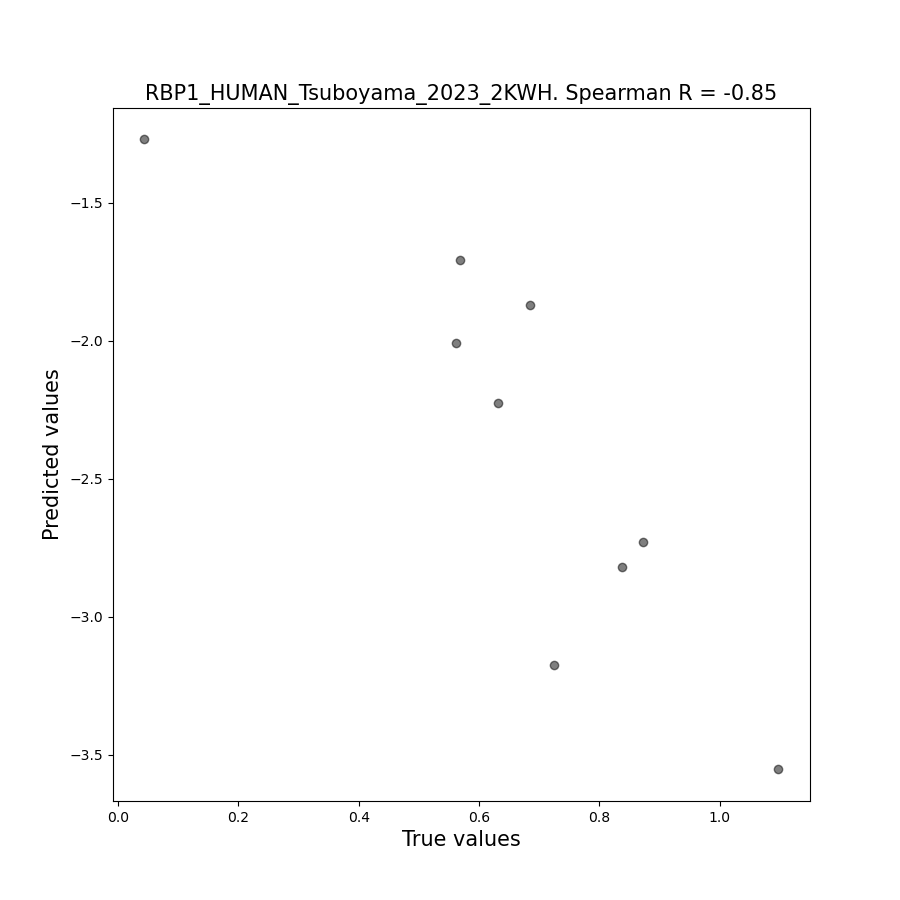 RBP1_HUMAN_Tsuboyama_2023_2KWH. Spearman R = -0.85
Predicted values
−1.5
−2.0
−2.5
−3.0
−3.5
0.0 0.2 0.4 0.6 0.8 1.0
True values